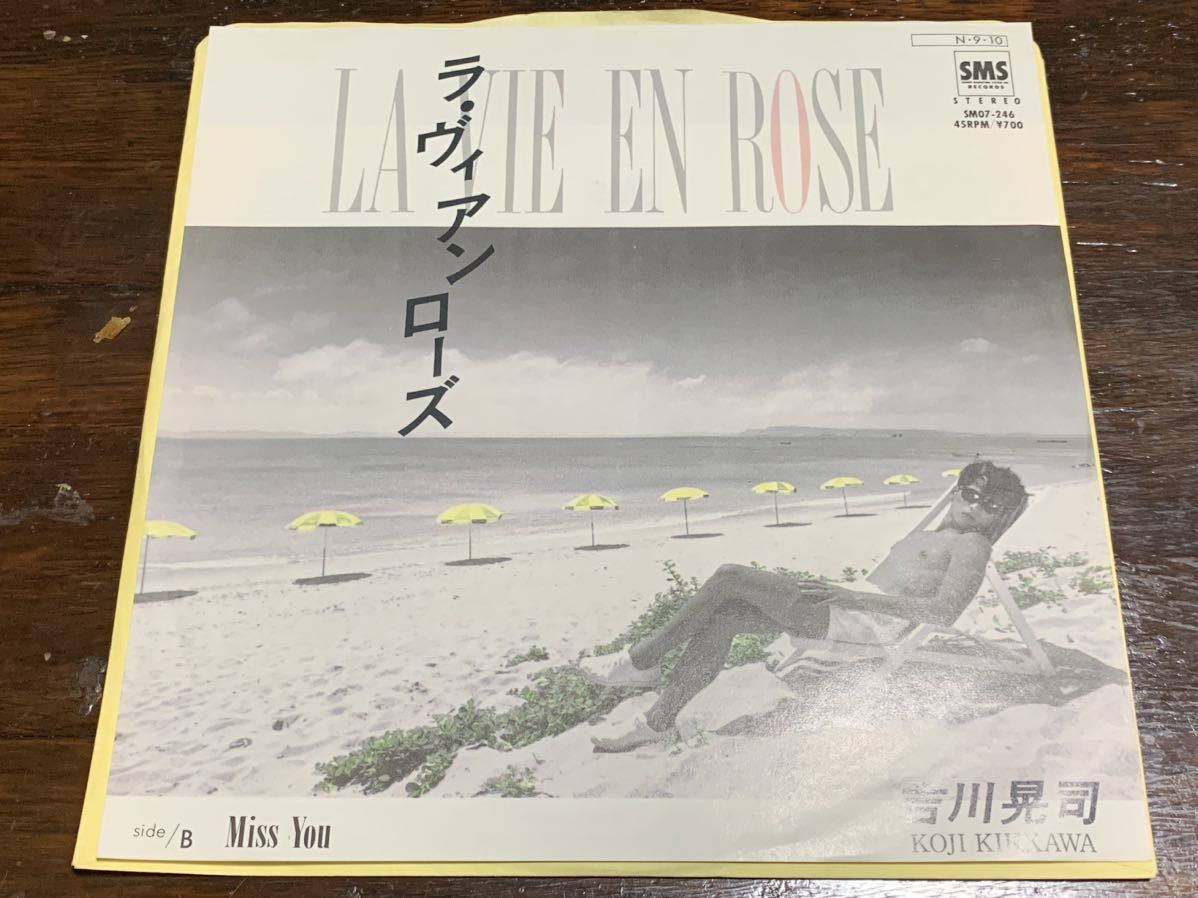 N・9・10
SMS
RECORDS
STEREO
SM07-246
45RPM/¥700
LA VIE EN ROSE
ラ・ヴィアンローズ
吉川晃司
KOJI KIKKAWA
side/B Miss You